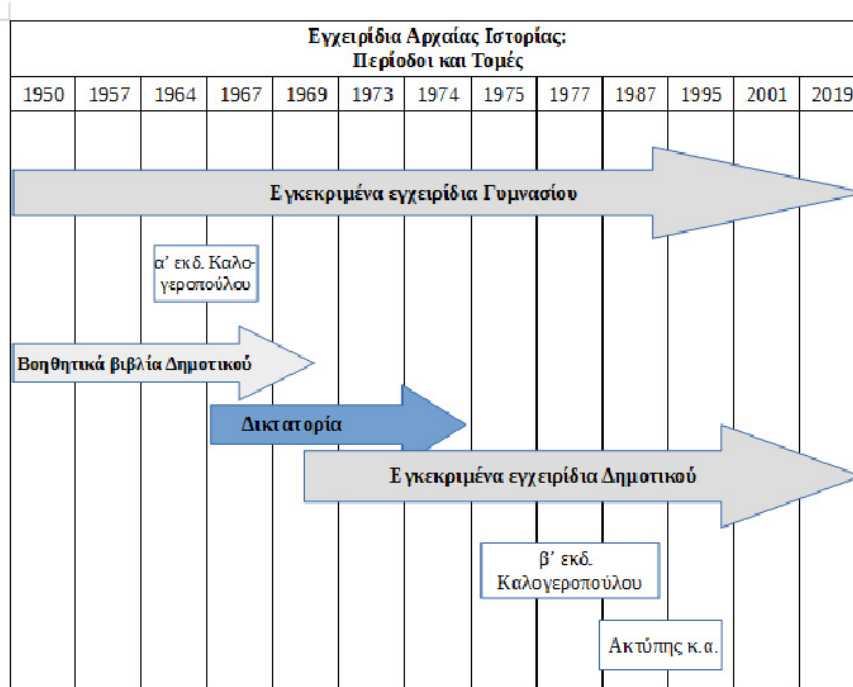 Εγχειρίδια Αρχαίας Ιστορίας:
Περίοδοι και Τομές
1950 1957 1964 1967 1969 1973 1974 1975 1977 1987 1995 2001 2019
Εγκεκριμένα εγχειρίδια Γυμνασίου
α' εκδ. Καλο-
γεροπούλου
Βοηθητικά βιβλία Δημοτικού
Δικτατορία
Εγκεκριμένα εγχειρίδια Δημοτικού
β' εκδ.
Καλογεροπούλου
Ακτύπης κ.α.